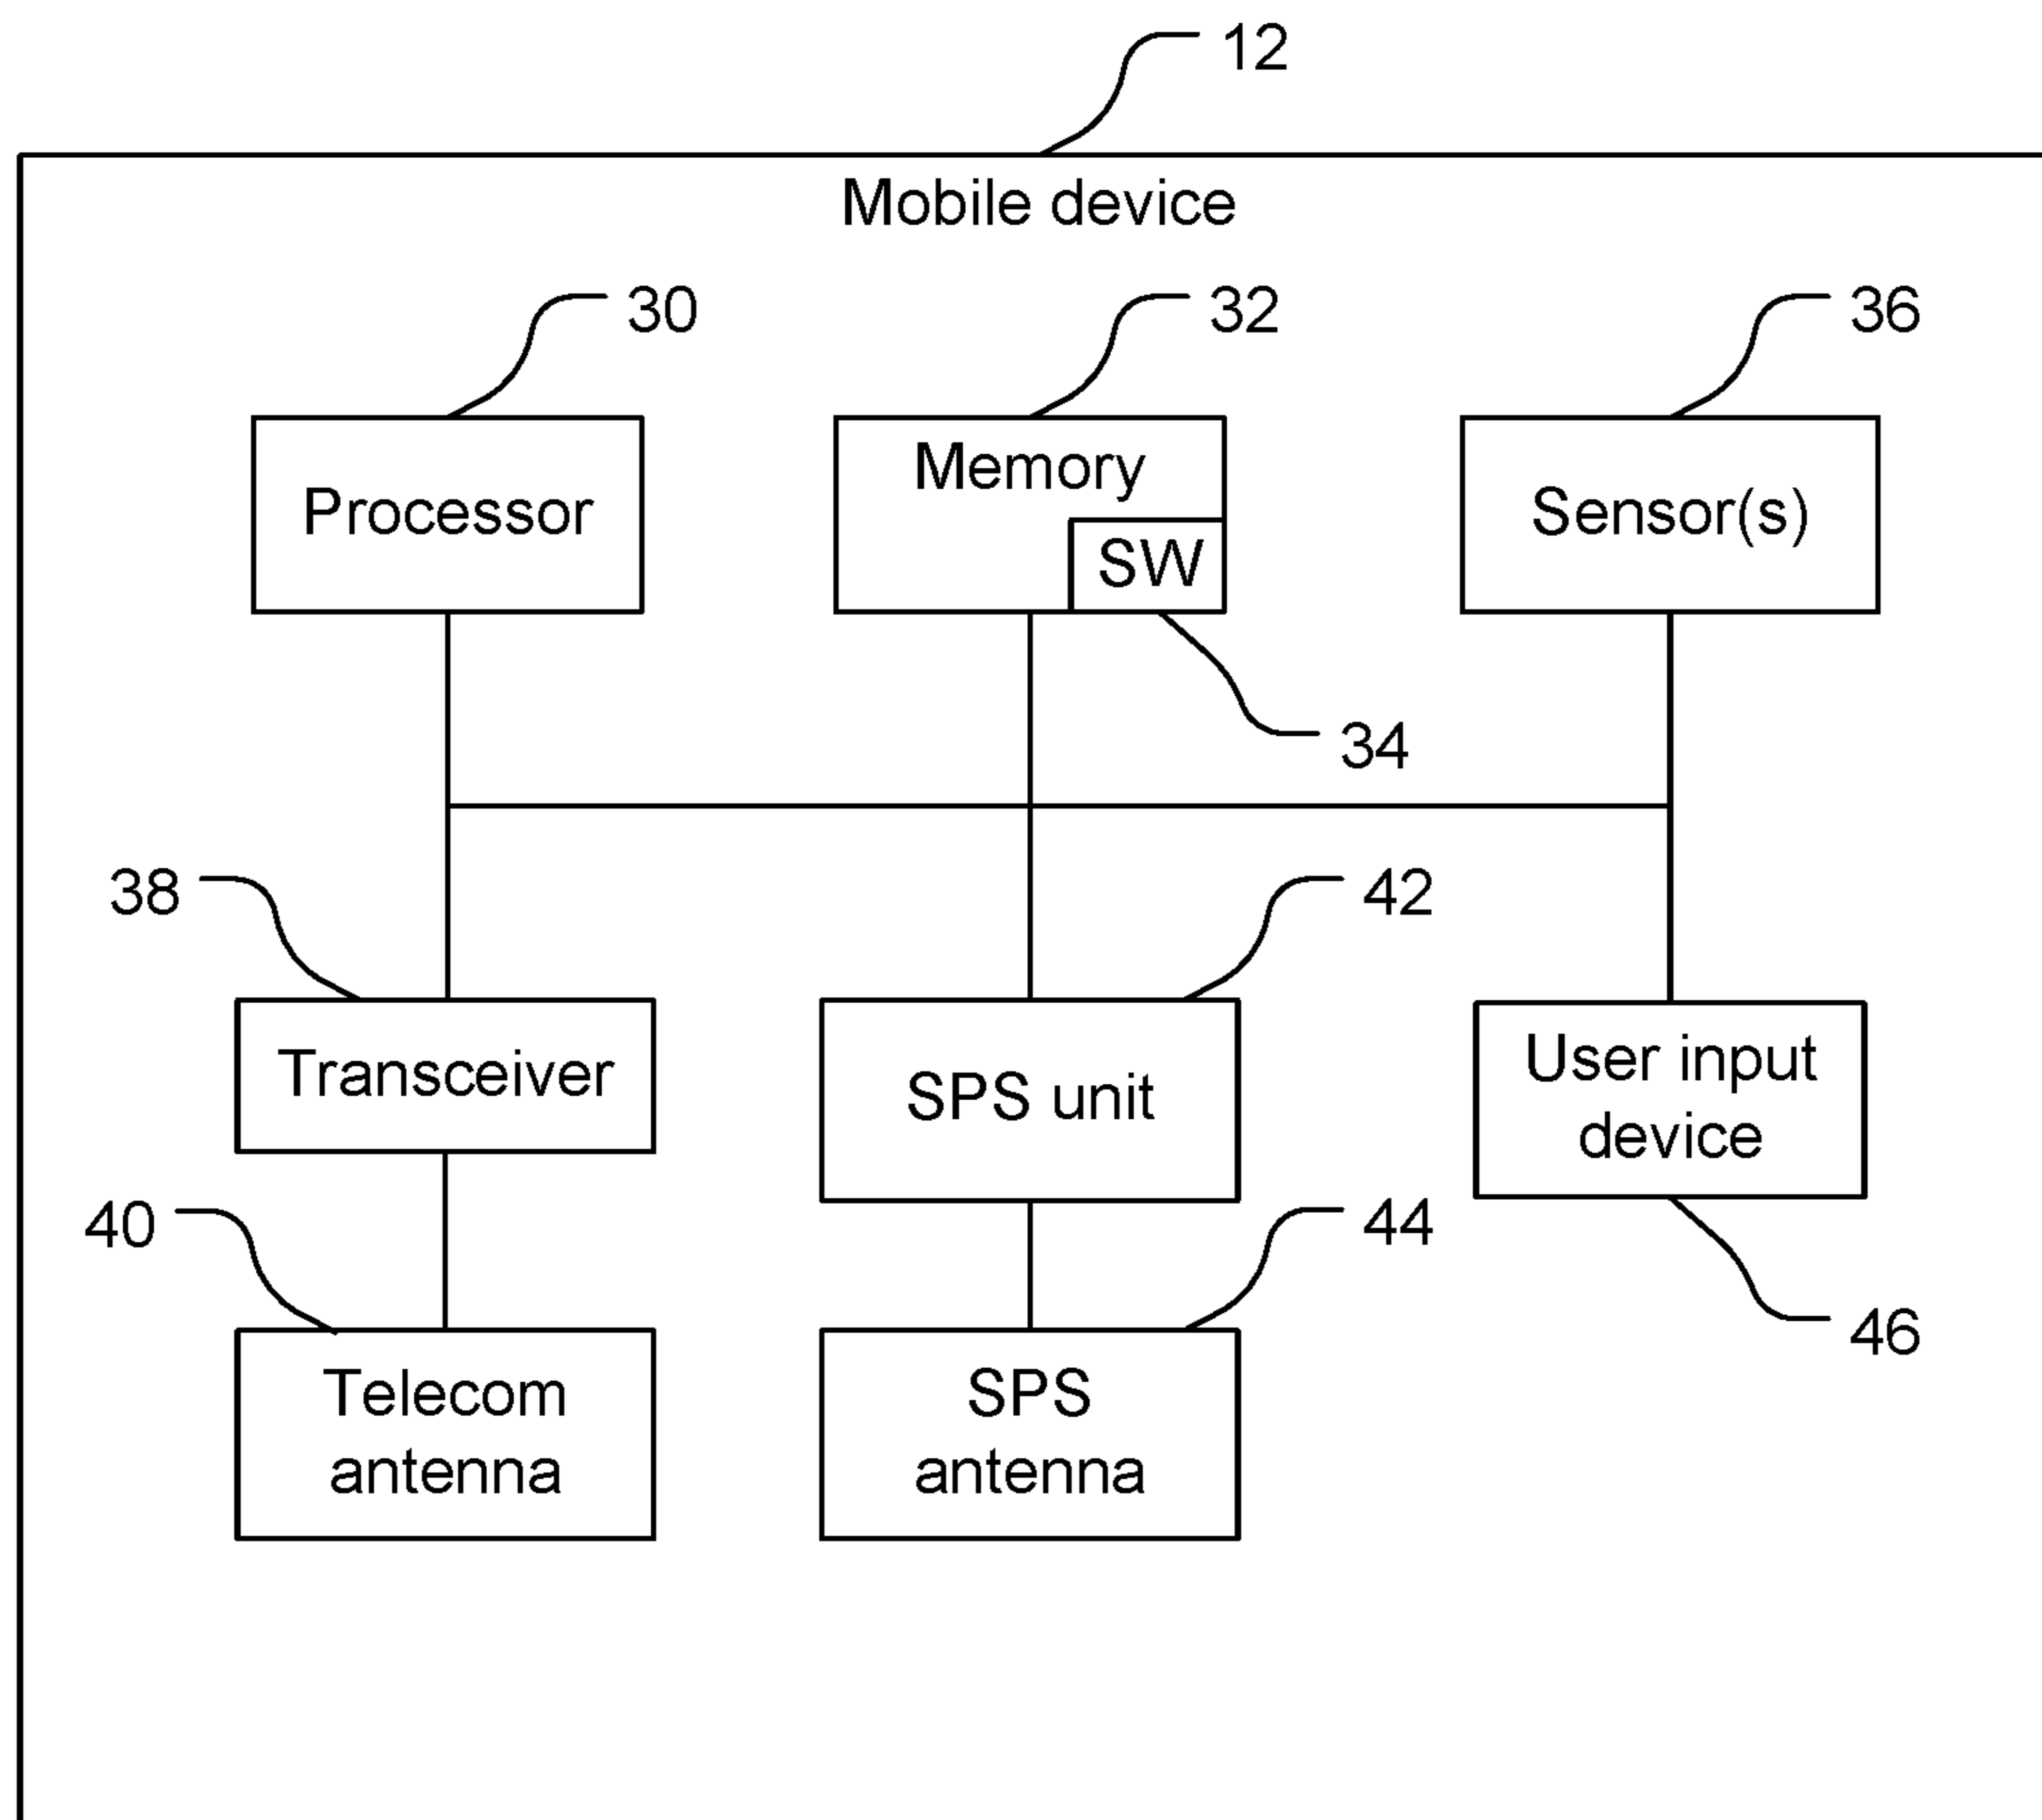 12
Mobile device
30
32
36
Processor
Memory
SW
Sensor(s)
34
38
42
Transceiver
SPS unit
User input
device
40
44
46
Telecom
antenna
SPS
antenna